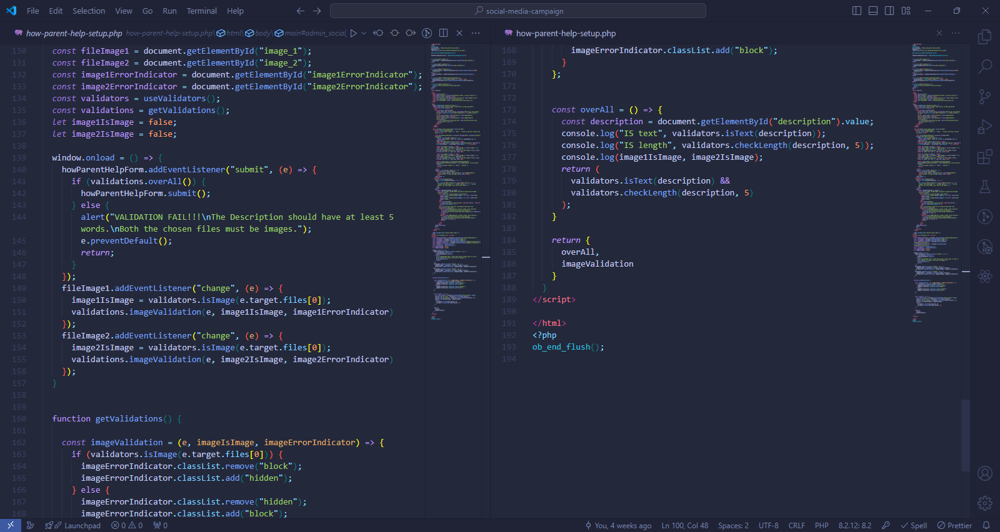 File Edit Selection View Go Run Terminal Help
social-media-campaign
how-parent-help-setup.php how-parent-help-setup.php\ html\ body\ main#admin_social_
130 const fileImage1 = document.getElementById("image_1");
131 const fileImage2 = document.getElementById("image_2");
132 const image1ErrorIndicator = document.getElementById("image1ErrorIndicator");
133 const image2ErrorIndicator = document.getElementById("image2ErrorIndicator");
134 const validators = useValidators();
135 const validations = getValidations();
136 let image1IsImage = false;
137 let image2IsImage = false;
138
139 window.onload = () => {
140 howParentHelpForm.addEventListener("submit", (e) => {
141 if (validations.overAll()) {
142 howParentHelpForm.submit();
143 } else {
144 alert("VALIDATION FAIL!!!\nThe Description should have at least 5
words.\nBoth the chosen files must be images.");
145 e.preventDefault();
146 return;
147 }
148 });
149 fileImage1.addEventListener("change", (e) => {
150 image1IsImage = validators.isImage(e.target.files[0]);
151 validations.imageValidation(e, image1IsImage, image1ErrorIndicator)
152 });
153 fileImage2.addEventListener("change", (e) => {
154 image2IsImage = validators.isImage(e.target.files[0]);
155 validations.imageValidation(e, image2IsImage, image2ErrorIndicator)
156 });
157 }
158
159
160 function getValidations() {
161
162 const imageValidation = (e, imageIsImage, imageErrorIndicator) => {
163 if (validators.isImage(e.target.files[0])) {
164 imageErrorIndicator.classList.remove("block");
165 imageErrorIndicator.classList.add("hidden");
166 } else {
167 imageErrorIndicator.classList.remove("hidden");
168 imageErrorIndicator.classList.add("block");
how-parent-help-setup.php
168 imageErrorIndicator.classList.add("block");
169 }
170 };
171
172
173 const overAll = () => {
174 const description = document.getElementById("description").value;
175 console.log("IS text", validators.isText(description));
176 console.log("IS length", validators.checkLength(description, 5));
177 console.log(image1IsImage, image2IsImage);
178 return (
179 validators.isText(description) &&
180 validators.checkLength(description, 5)
181 );
182 }
183
184 return {
185 overAll,
186 imageValidation
187 }
188 }
189 </script>
190
191 </html>
192 <?php
193 ob_end_flush();
194
Launchpad 0 0 0 You, 4 weeks ago Ln 100, Col 48 Spaces: 2 UTF-8 CRLF PHP 8.2.12: 8.2 Spell Prettier